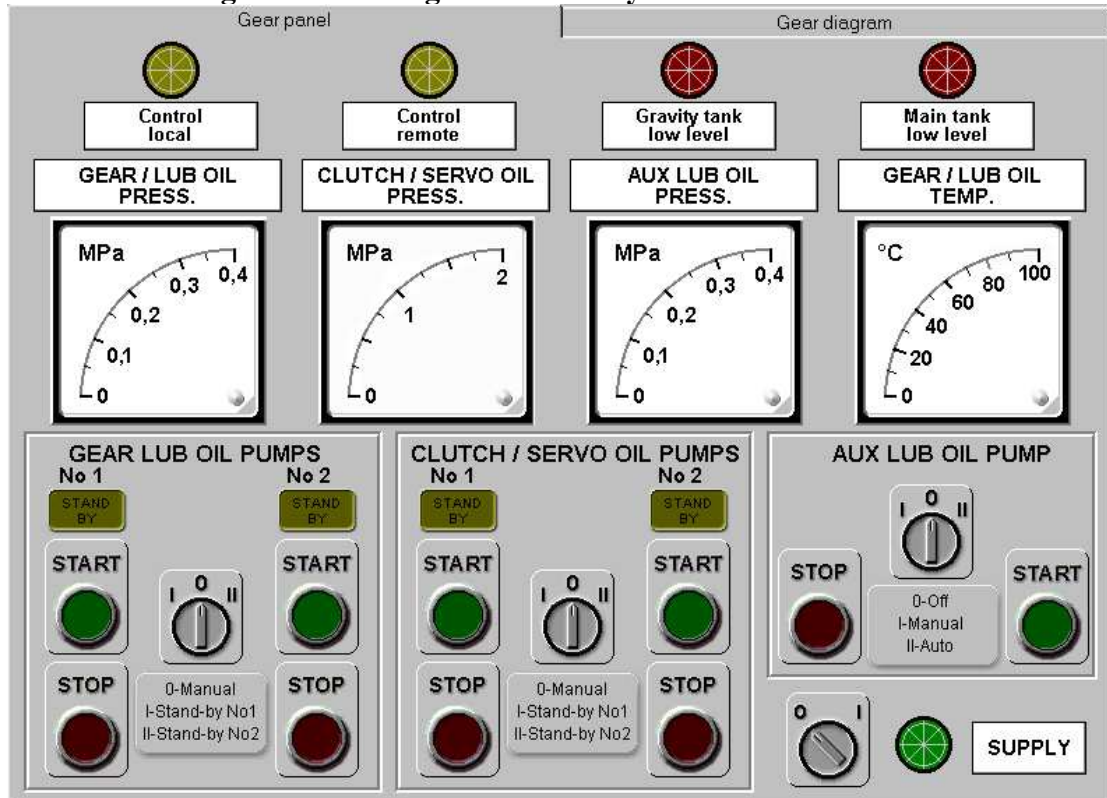 Gear panel
Gear diagram
Control
local
Control
remote
Gravity tank
low level
Main tank
low level
GEAR / LUB OIL
PRESS.
CLUTCH / SERVO OIL
PRESS.
AUX LUB OIL
PRESS.
GEAR / LUB OIL
TEMP.
MPa
0,4
0,3
0,2
0,1
0
MPa
2
1
0
MPa
0,4
0,3
0,2
0,1
0
°C
100
80
60
40
20
0
GEAR LUB OIL PUMPS
No 1
No 2
STAND
BY
STAND
BY
START
START
I 0 II
STOP
STOP
0-Manual
I-Stand-by No1
II-Stand-by No2
CLUTCH / SERVO OIL PUMPS
No 1
No 2
STAND
BY
STAND
BY
START
START
I 0 II
STOP
STOP
0-Manual
I-Stand-by No1
II-Stand-by No2
AUX LUB OIL PUMP
I 0 II
STOP
START
0-Off
I-Manual
II-Auto
0 I
SUPPLY